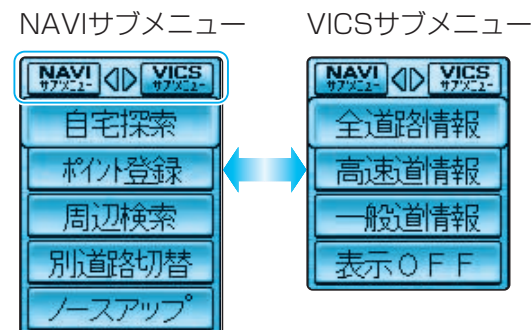 NAVIサブメニュー
NAVI サブメニュー VICS サブメニュー
自宅探索
ポイント登録
周辺検索
別道路切替
ノースアップ
VICSサブメニュー
NAVI サブメニュー VICS サブメニュー
全道路情報
高速道情報
一般道情報
表示OFF